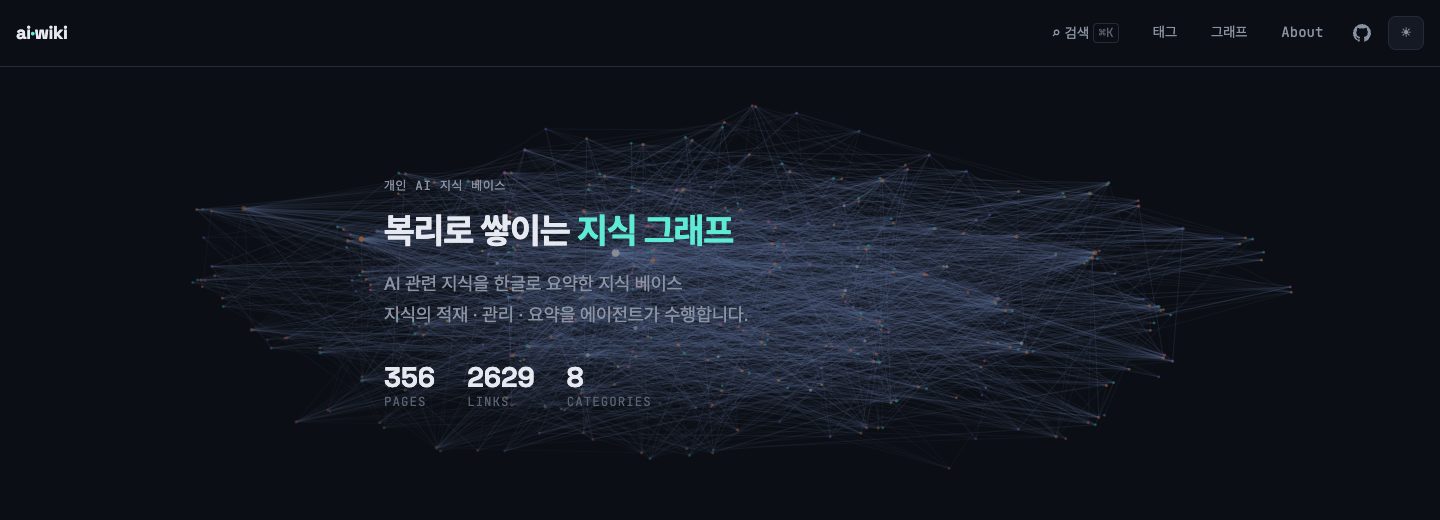 ai·wiki
⌕ 검색 ⌘K
태그
그래프
About
☀
개인 AI 지식 베이스
복리로 쌓이는 지식 그래프
AI 관련 지식을 한글로 요약한 지식 베이스
지식의 적재 · 관리 · 요약을 에이전트가 수행합니다.
356 2629 8
PAGES LINKS CATEGORIES